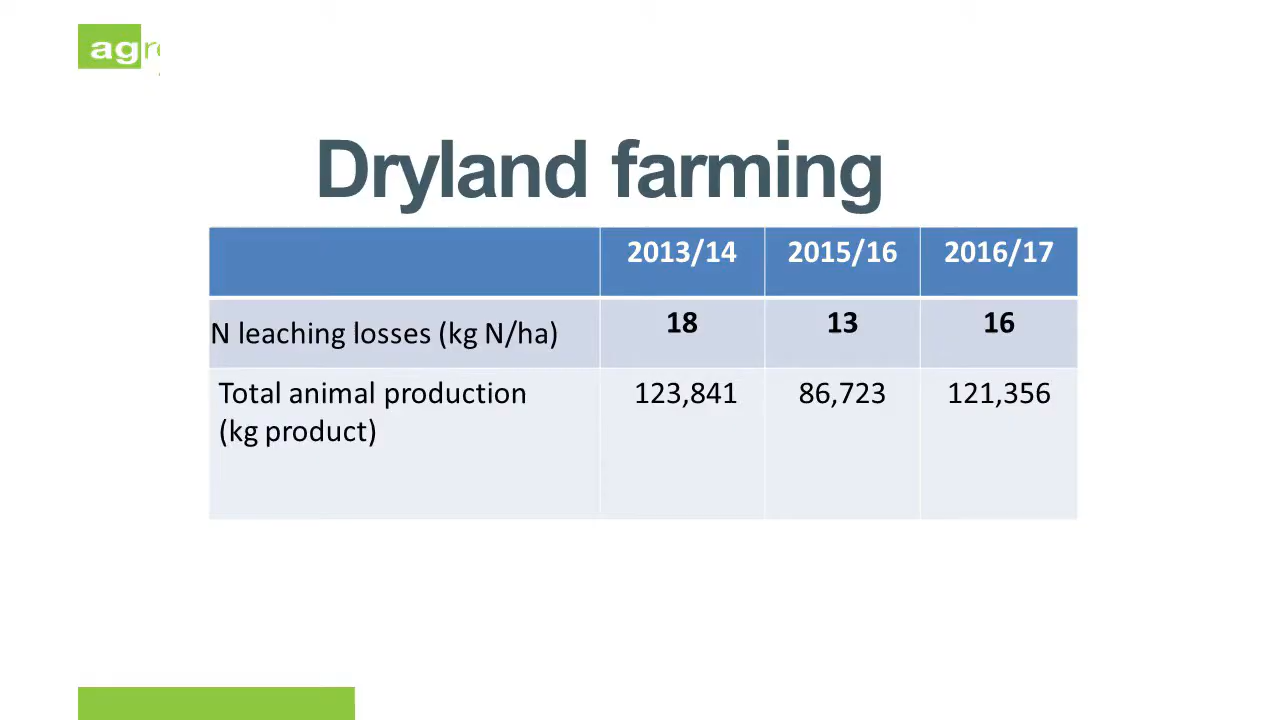 ag
Dryland farming
2013/14 2015/16 2016/17
N leaching losses (kg N/ha) 18 13 16
Total animal production 123,841 86,723 121,356
(kg product)